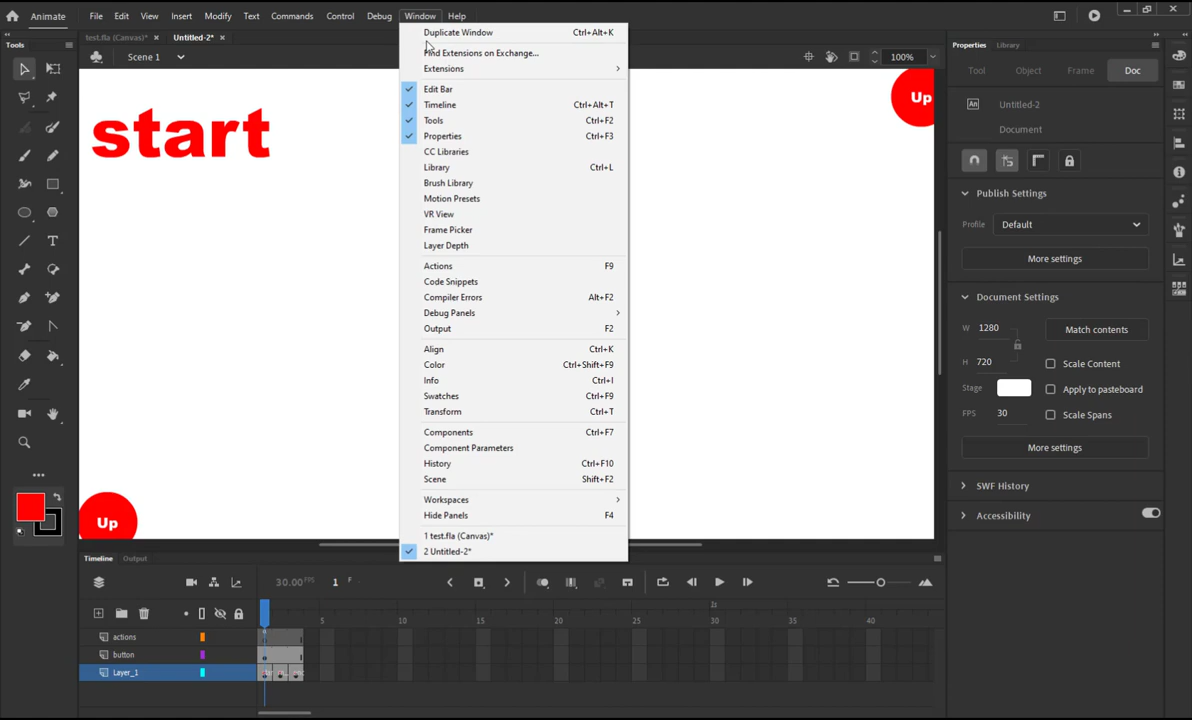 Animate File Edit View Insert Modify Text Commands Control Debug Window Help
test.fla (Canvas)* × Untitled-2* ×
Scene 1
100%
Tools
start
Up
Up
Duplicate Window Ctrl+Alt+K
Find Extensions on Exchange...
Extensions
Edit Bar
Timeline Ctrl+Alt+T
Tools Ctrl+F2
Properties Ctrl+F3
CC Libraries
Library Ctrl+L
Brush Library
Motion Presets
VR View
Frame Picker
Layer Depth
Actions F9
Code Snippets
Compiler Errors Alt+F2
Debug Panels
Output F2
Align Ctrl+K
Color Ctrl+Shift+F9
Info Ctrl+I
Swatches Ctrl+F9
Transform Ctrl+T
Components Ctrl+F7
Component Parameters
History Ctrl+F10
Scene Shift+F2
Workspaces
Hide Panels F4
1 test.fla (Canvas)*
2 Untitled-2*
Properties Library
Tool Object Frame Doc
An Untitled-2
Document
Publish Settings
Profile Default
More settings
Document Settings
W 1280 Match contents
H 720 Scale Content
Stage Apply to pasteboard
FPS 30 Scale Spans
More settings
SWF History
Accessibility
Timeline Output
30.00 FPS 1 F
1s
5 10 15 20 25 30 35 40
actions
button
Layer_1